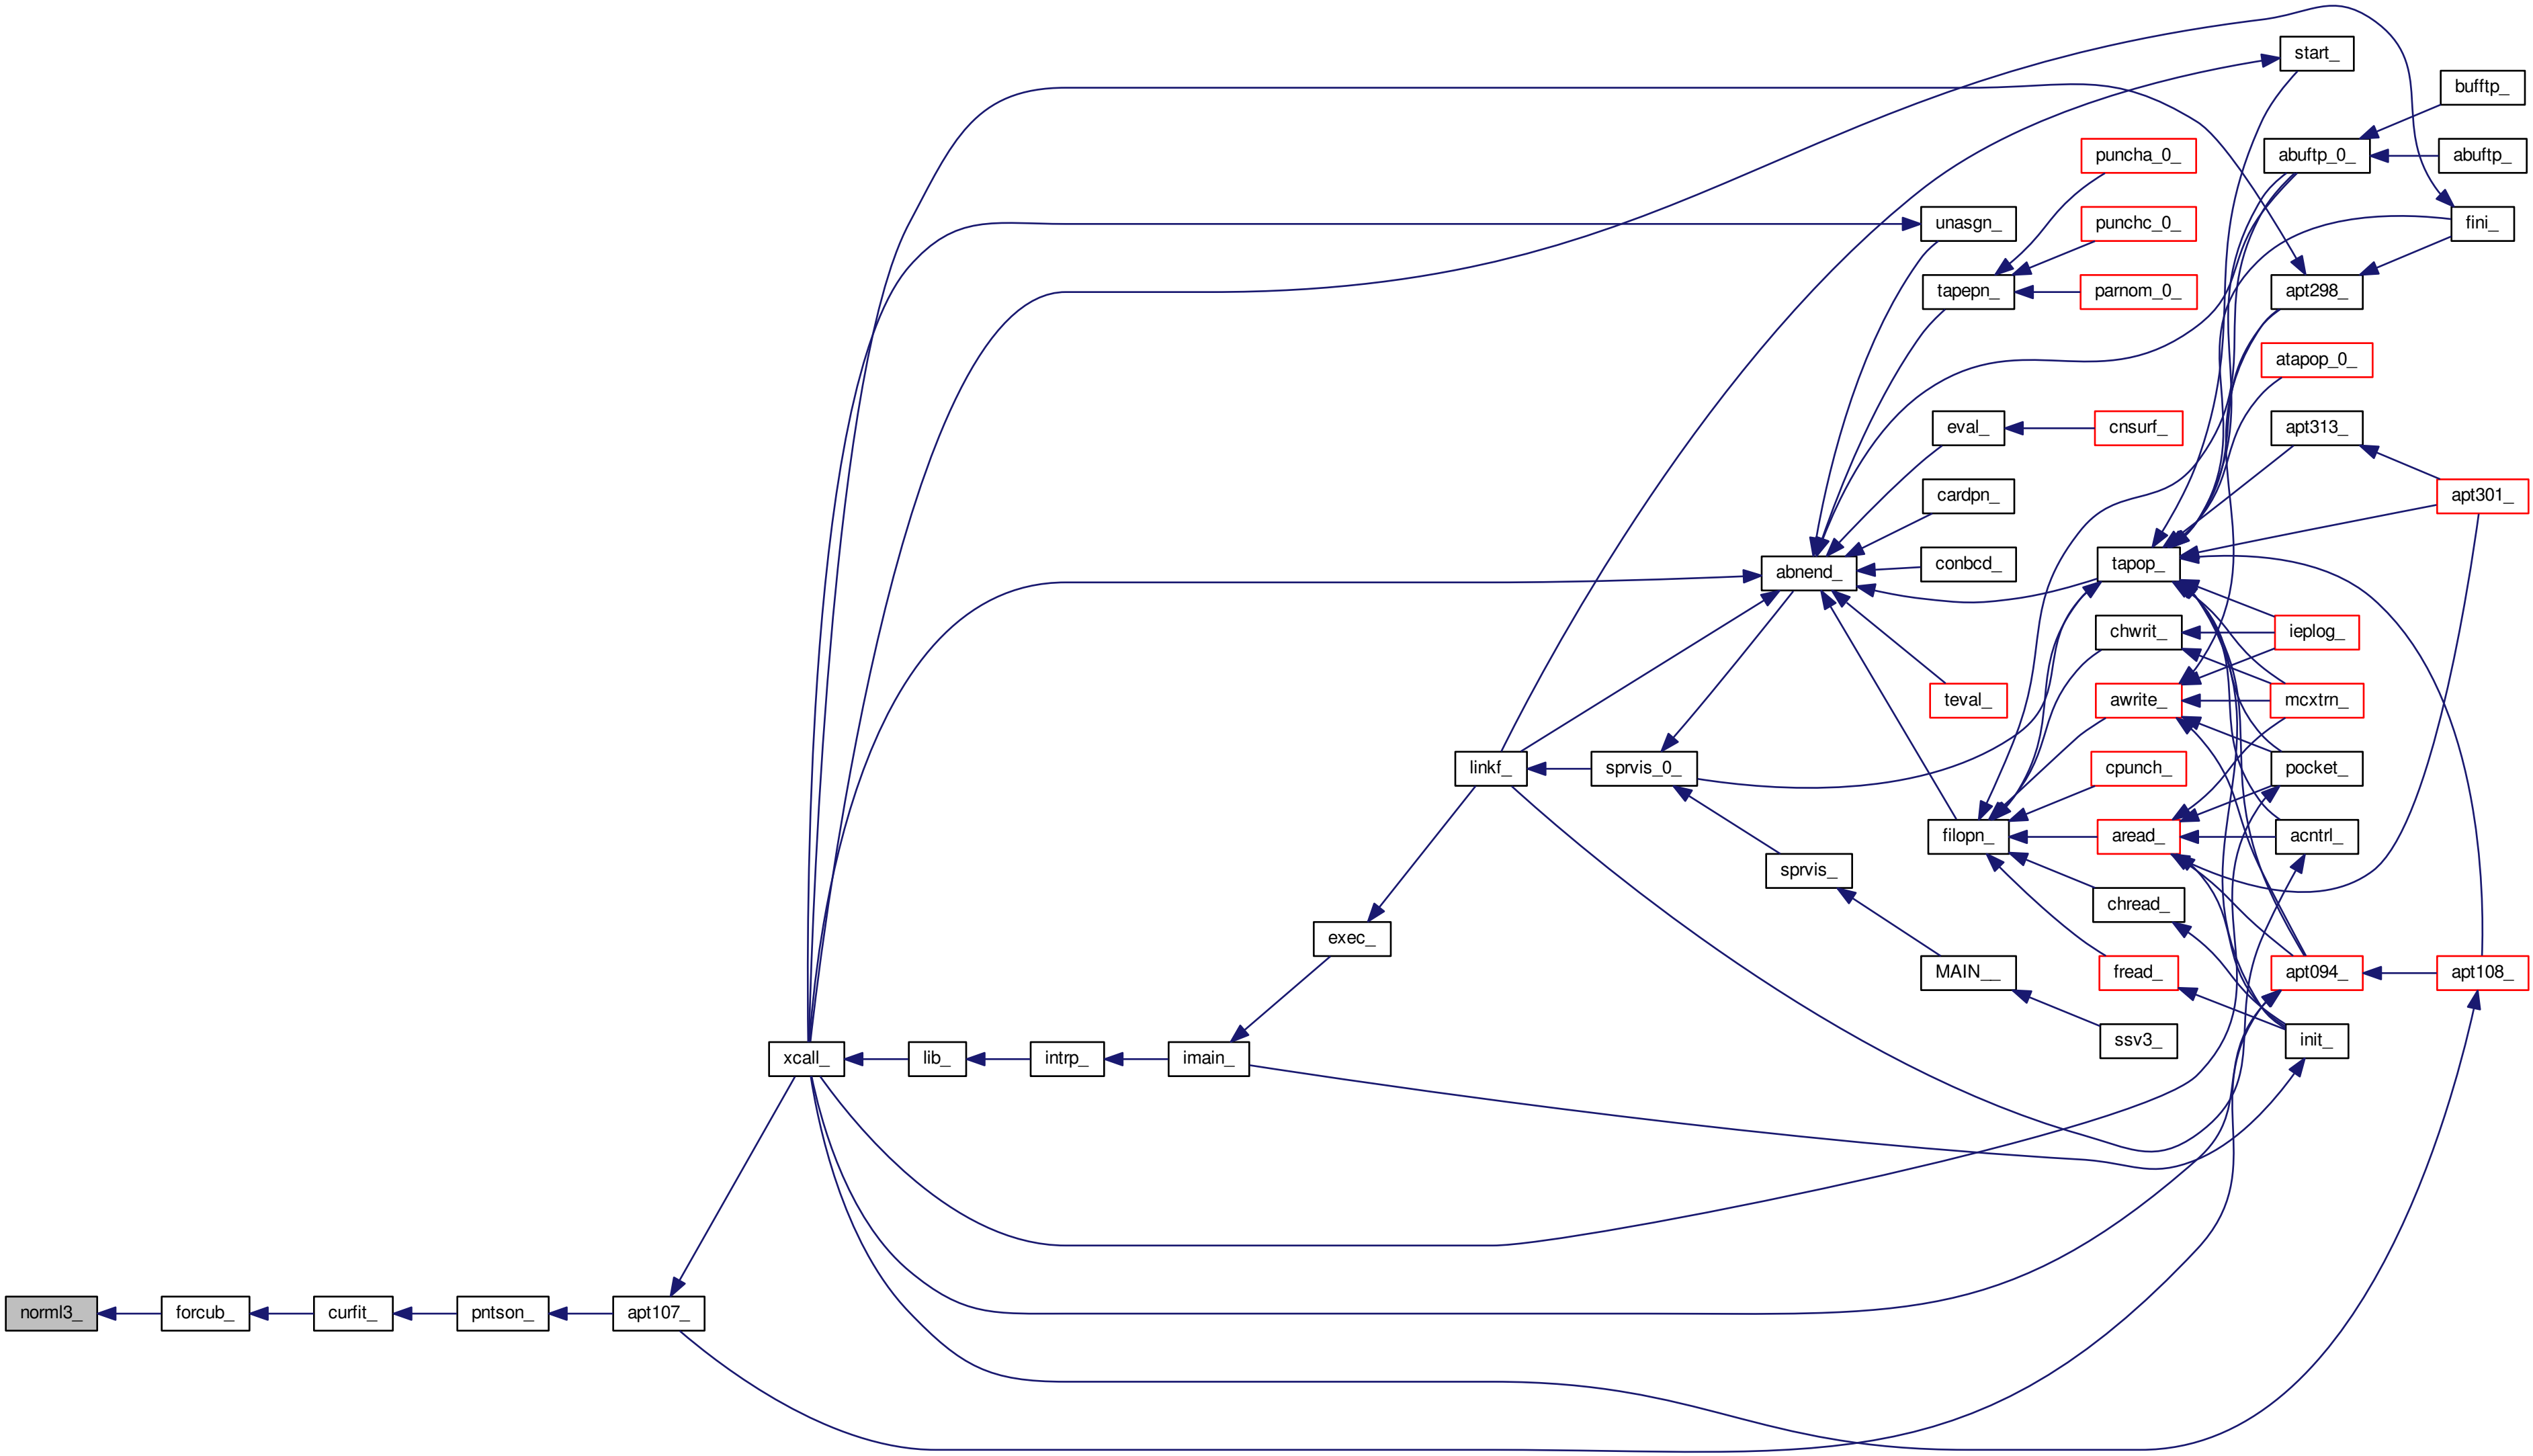 start_
bufftp_
abuftp_0_
abuftp_
puncha_0_
unasgn_
punchc_0_
fini_
tapepn_
parnom_0_
apt298_
atapop_0_
eval_
cnsurf_
apt313_
cardpn_
apt301_
abnend_
conbcd_
tapop_
chwrit_
ieplog_
teval_
awrite_
mcxtrn_
linkf_
sprvis_0_
cpunch_
pocket_
filopn_
aread_
acntrl_
sprvis_
chread_
exec_
MAIN__
fread_
apt094_
apt108_
ssv3_
init_
xcall_
lib_
intrp_
imain_
norml3_
forcub_
curfit_
pntson_
apt107_